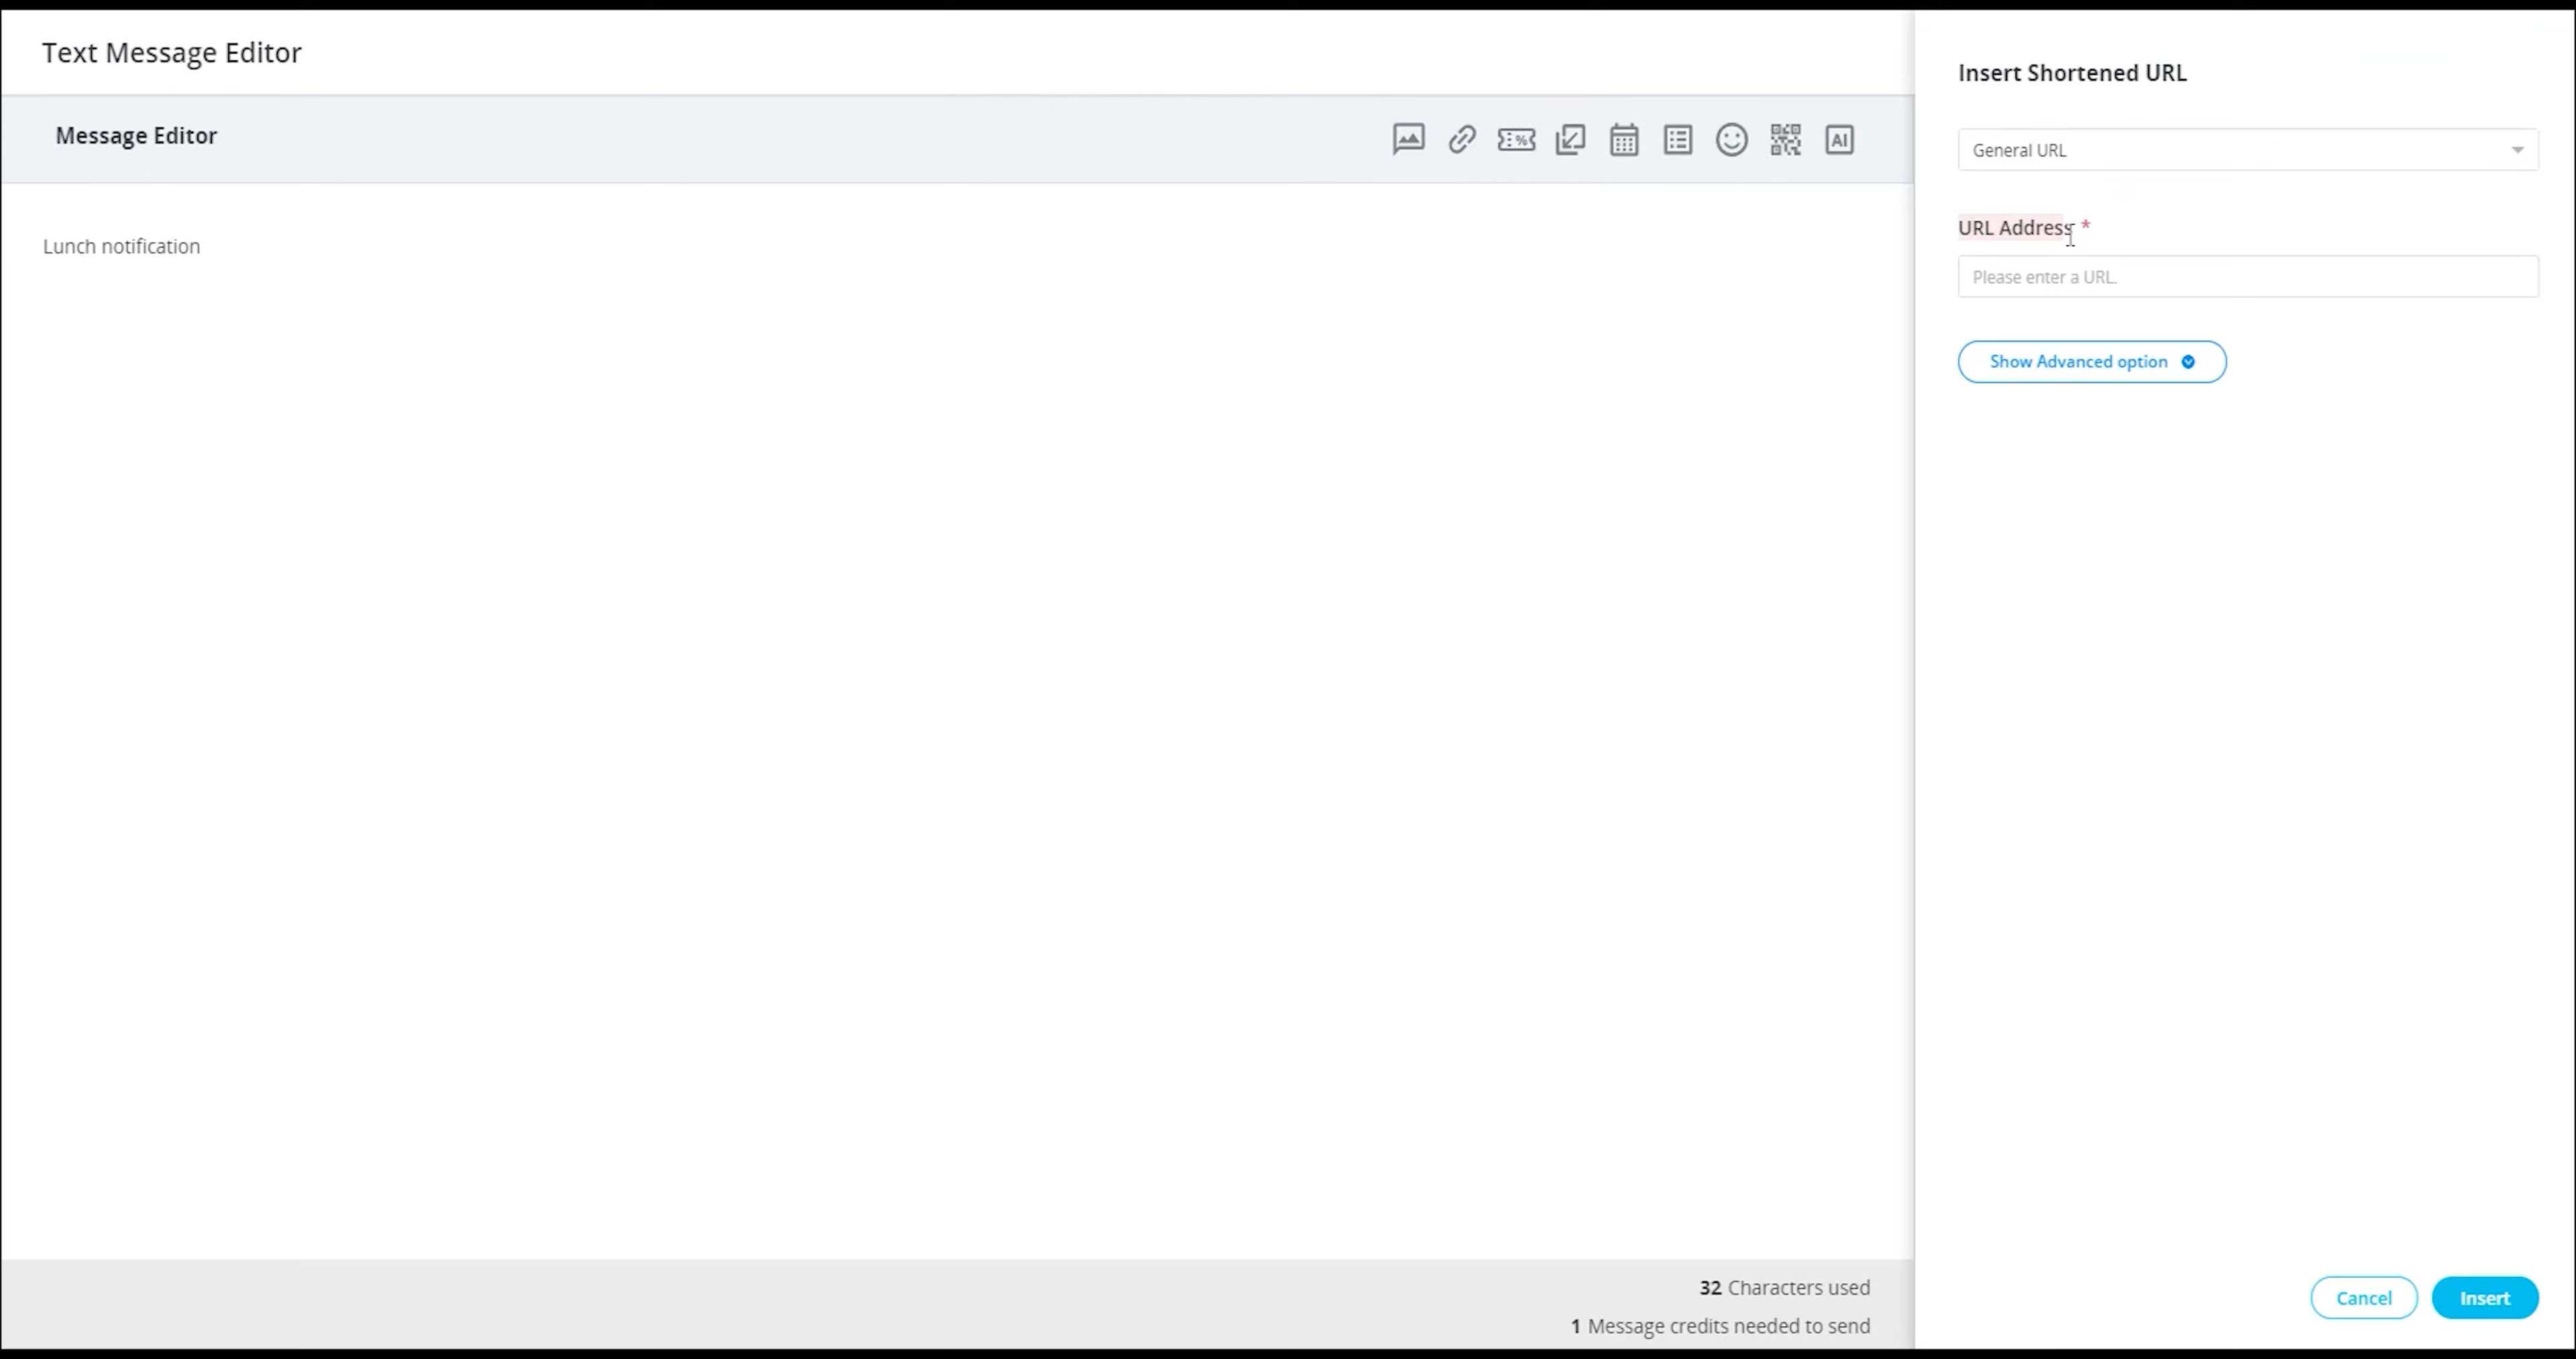 Text Message Editor
Message Editor
%
AI
Lunch notification
32 Characters used
1 Message credits needed to send
Insert Shortened URL
General URL
URL Address *
Please enter a URL.
Show Advanced option
Cancel
Insert